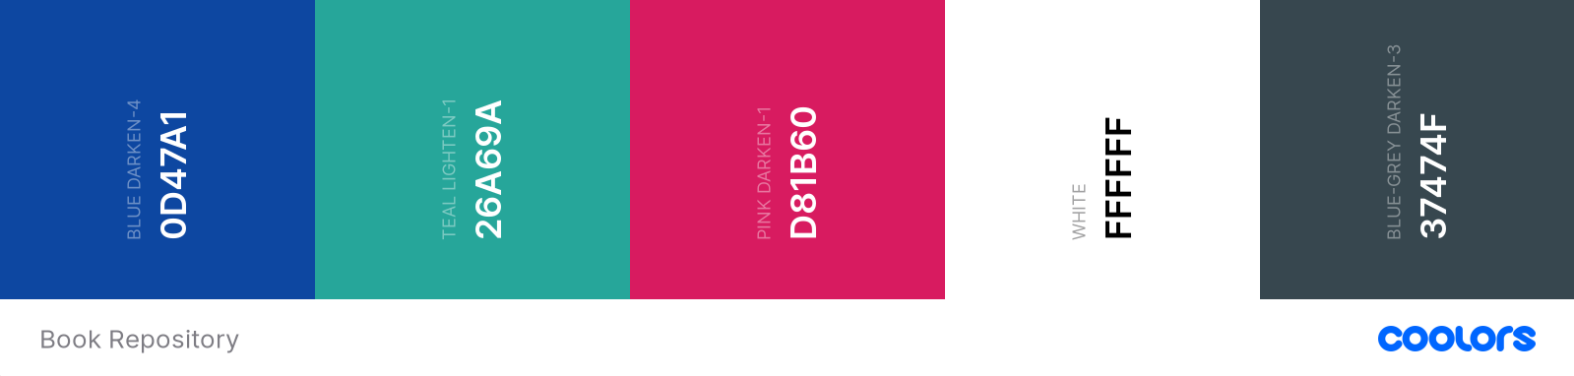 BLUE DARKEN-4
0D47A1
TEAL LIGHTEN-1
26A69A
PINK DARKEN-1
D81B60
WHITE
FFFFFF
BLUE-GREY DARKEN-3
37474F
Book Repository
coolors